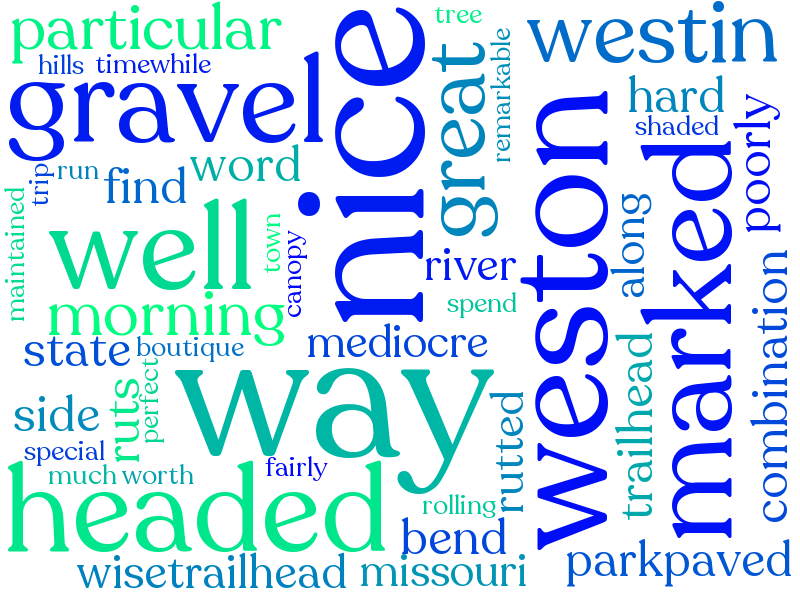 particular
tree
westin
hills
timewhile
gravel
nice
great
remarkable
hard
shaded
poorly
word
run
find
trip
maintained
well
town
canopy
weston
marked
along
river
spend
morning
state
boutique
mediocre
way
combination
trailhead
side
ruts
perfect
special
much worth
fairly
rutted
headed
rolling
bend
wisetrailhead
missouri
parkpaved